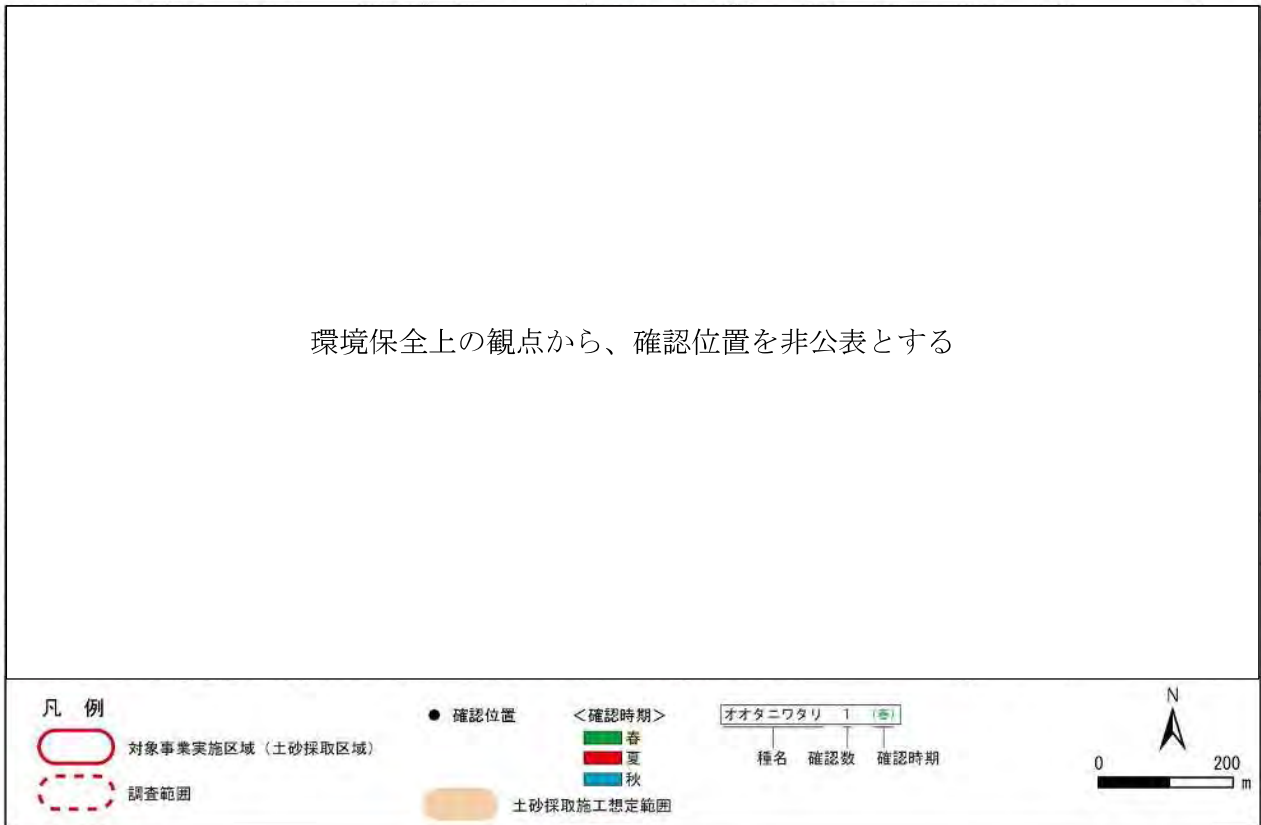 環境保全上の観点から、確認位置を非公表とする
凡 例
対象事業実施区域（土砂採取区域）
調査範囲
● 確認位置
＜確認時期＞
春
夏
秋
土砂採取施工想定範囲
オオタニワタリ 1 (春)
種名 確認数 確認時期
N
0 200
m